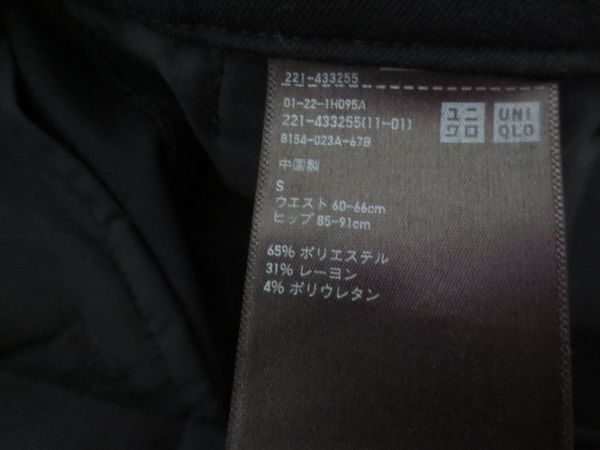 221-433255
01-22-1H095A
221-433255(11-01)
8154-023A-67B
ユニ
クロ
UNI
QLO
中国製
S
ウエスト 60-66cm
ヒップ 85-91cm
65% ポリエステル
31% レーヨン
4% ポリウレタン